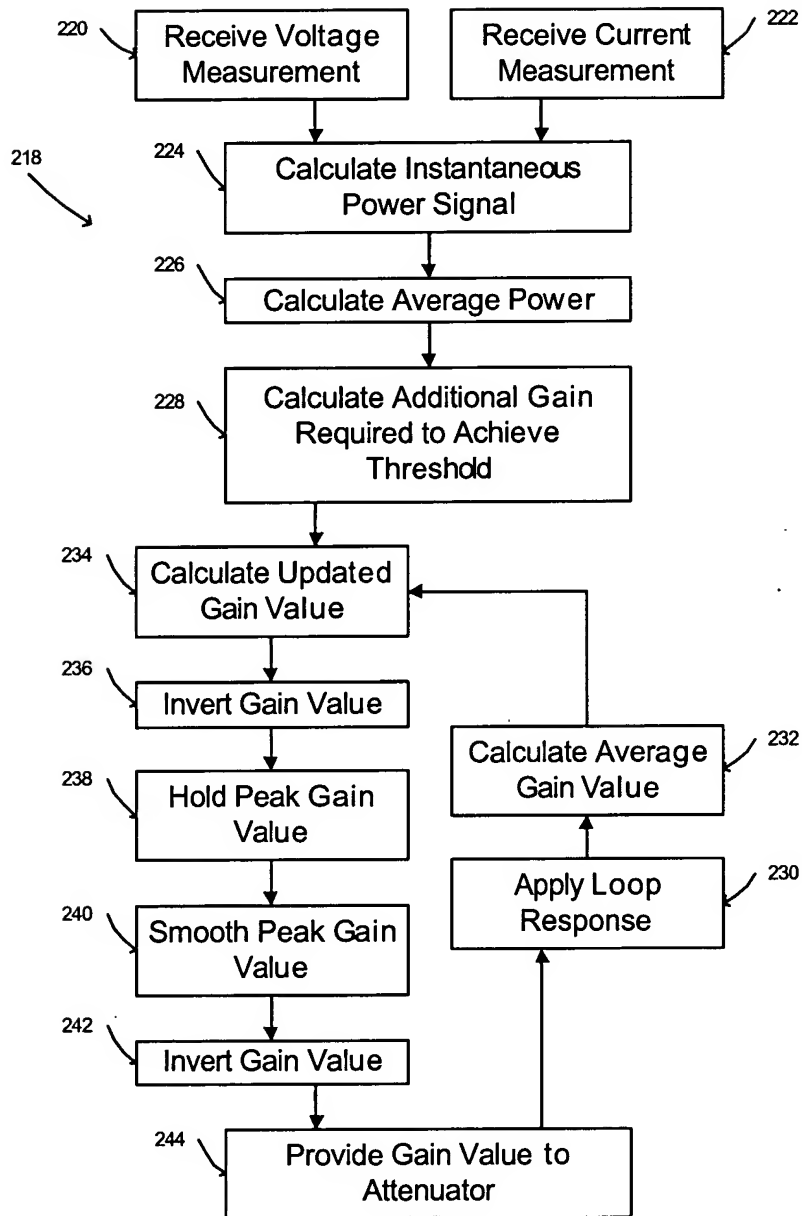 220
Receive Voltage
Measurement
Receive Current
Measurement
222
218
224
Calculate Instantaneous
Power Signal
226
Calculate Average Power
228
Calculate Additional Gain
Required to Achieve
Threshold
234
Calculate Updated
Gain Value
236
Invert Gain Value
Calculate Average
Gain Value
232
238
Hold Peak Gain
Value
Apply Loop
Response
230
240
Smooth Peak Gain
Value
242
Invert Gain Value
244
Provide Gain Value to
Attenuator